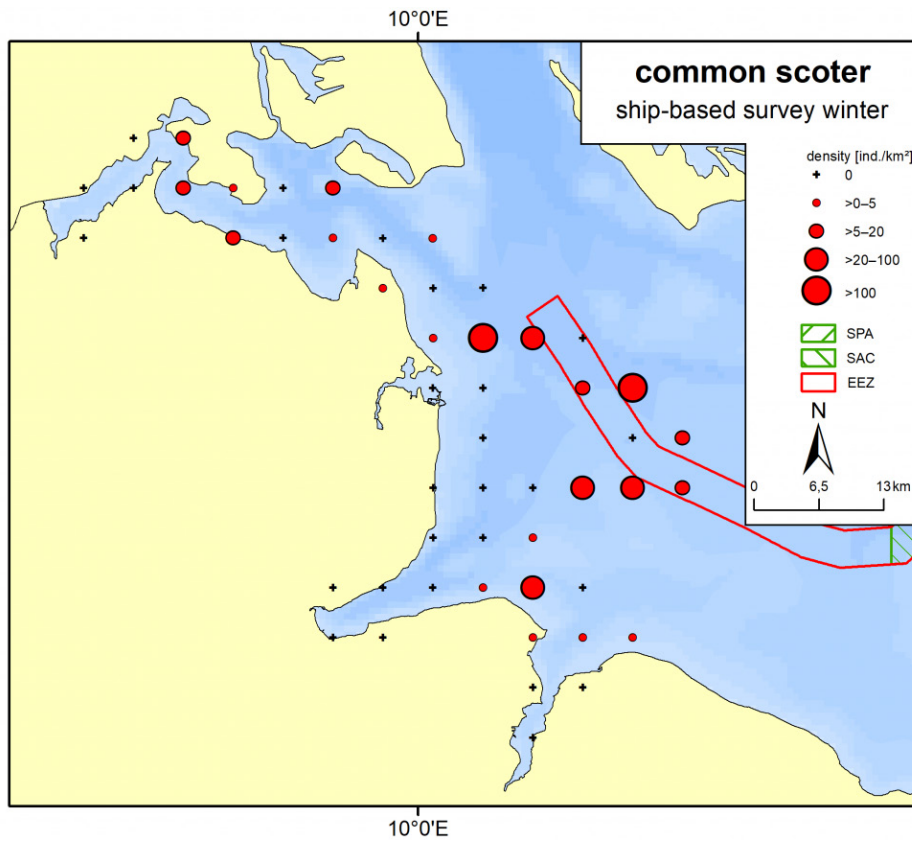 10°0'E
common scoter
ship-based survey winter
density [ind./km²]
0
>0–5
>5–20
>20–100
>100
SPA
SAC
EEZ
N
0 6,5 13 km
10°0'E